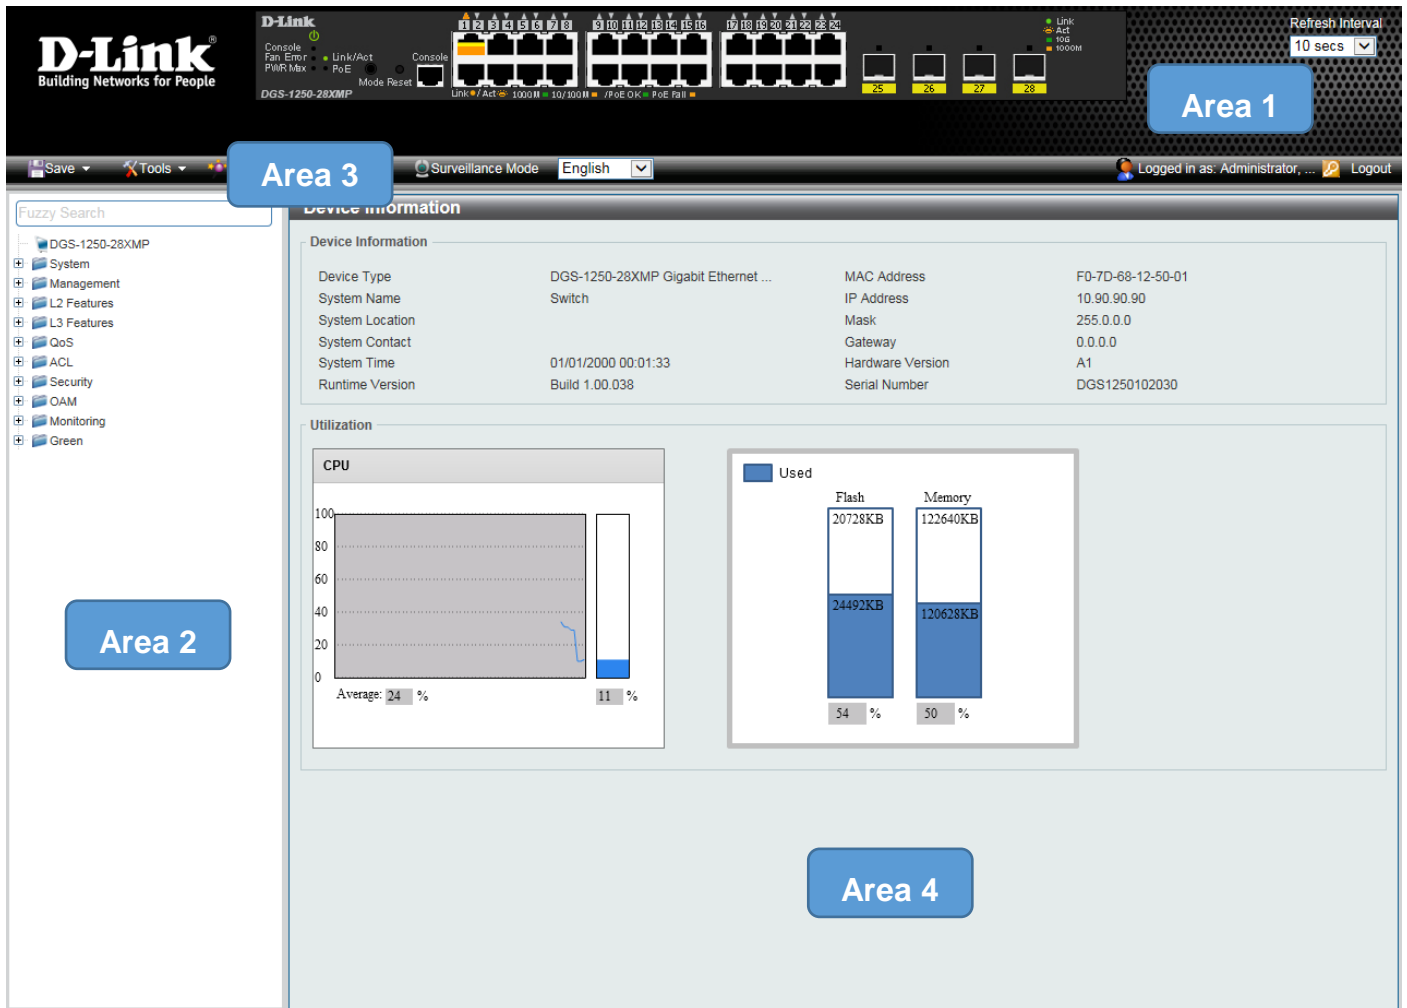 D-Link®
Building Networks for People
D-Link
Console
Fan Error
PWR Max
Link/Act
PoE
Mode Reset
Console
DGS-1250-28XMP
1 2 3 4 5 6 7 8
9 10 11 12 13 14 15 16
17 18 19 20 21 22 23 24
Link / Act 1000M 10/100M /PoE OK PoE Fail
25 26 27 28
Link
Act
10G
1000M
Refresh Interval
10 secs
Area 1
Save
Tools
Area 3
Surveillance Mode
English
Logged in as: Administrator, ...
Logout
Fuzzy Search
DGS-1250-28XMP
System
Management
L2 Features
L3 Features
QoS
ACL
Security
OAM
Monitoring
Green
Area 2
Device Information
Device Information
Device Type DGS-1250-28XMP Gigabit Ethernet ... MAC Address F0-7D-68-12-50-01
System Name Switch IP Address 10.90.90.90
System Location Mask 255.0.0.0
System Contact Gateway 0.0.0.0
System Time 01/01/2000 00:01:33 Hardware Version A1
Runtime Version Build 1.00.038 Serial Number DGS1250102030
Utilization
CPU
100
80
60
40
20
0
Average: 24 %
11 %
Used
Flash Memory
20728KB 122640KB
24492KB 120628KB
54 % 50 %
Area 4